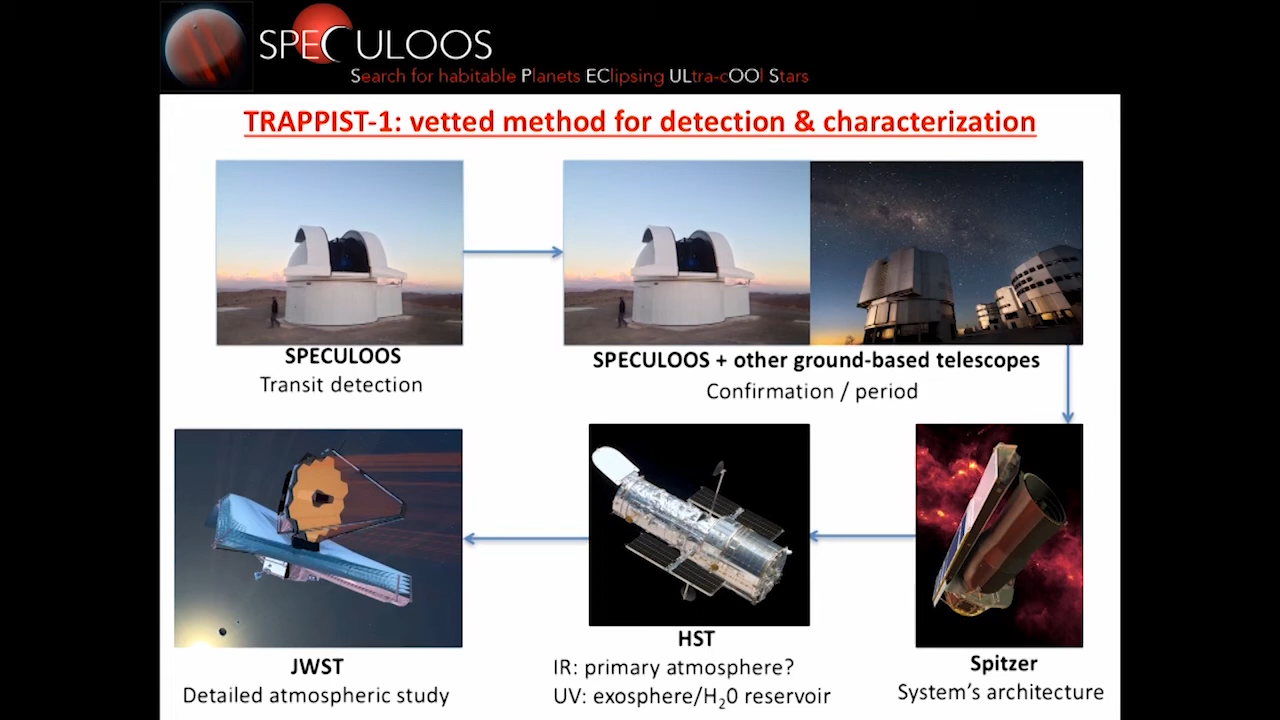 SPECULOOS
Search for habitable Planets EClipsing ULtra-cOOl Stars
TRAPPIST-1: vetted method for detection & characterization
SPECULOOS
Transit detection
SPECULOOS + other ground-based telescopes
Confirmation / period
JWST
Detailed atmospheric study
HST
IR: primary atmosphere?
UV: exosphere/H₂0 reservoir
Spitzer
System's architecture